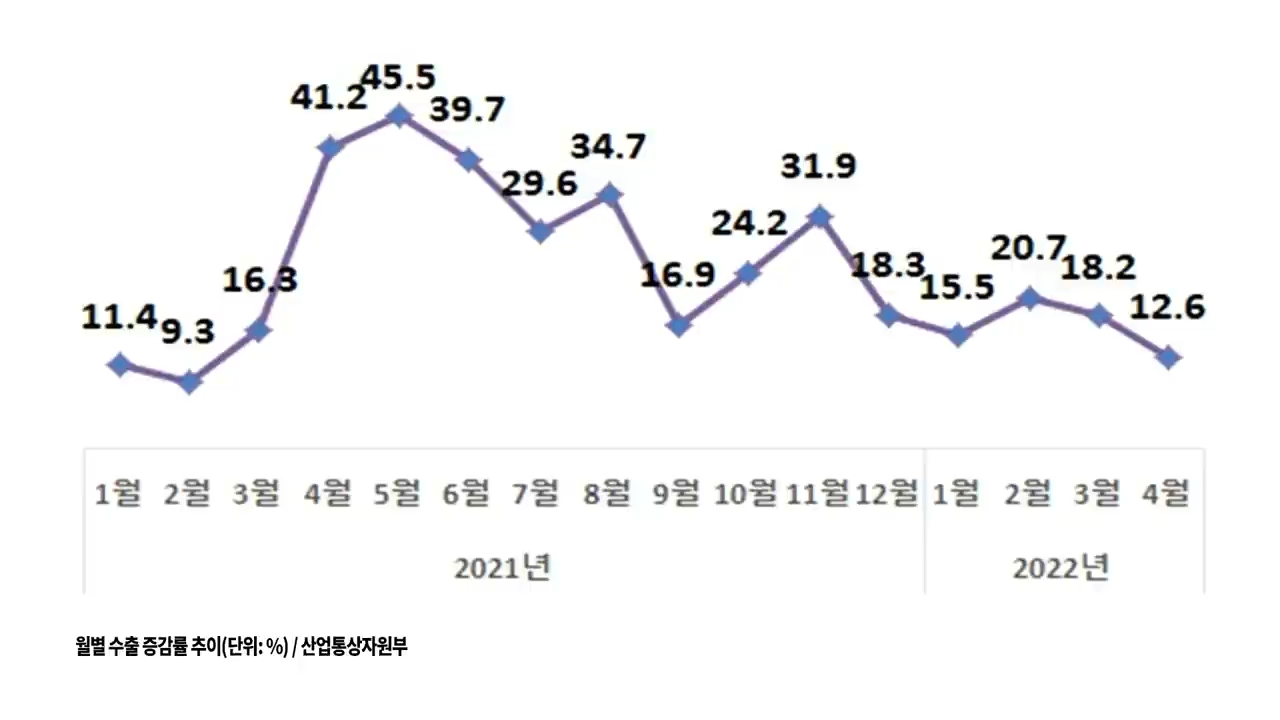 11.4 9.3 16.3 41.2 45.5 39.7 29.6 34.7 16.9 24.2 31.9 18.3 15.5 20.7 18.2 12.6
1월 2월 3월 4월 5월 6월 7월 8월 9월 10월 11월 12월 1월 2월 3월 4월
2021년 2022년
월별 수출 증감률 추이(단위: %) / 산업통상자원부